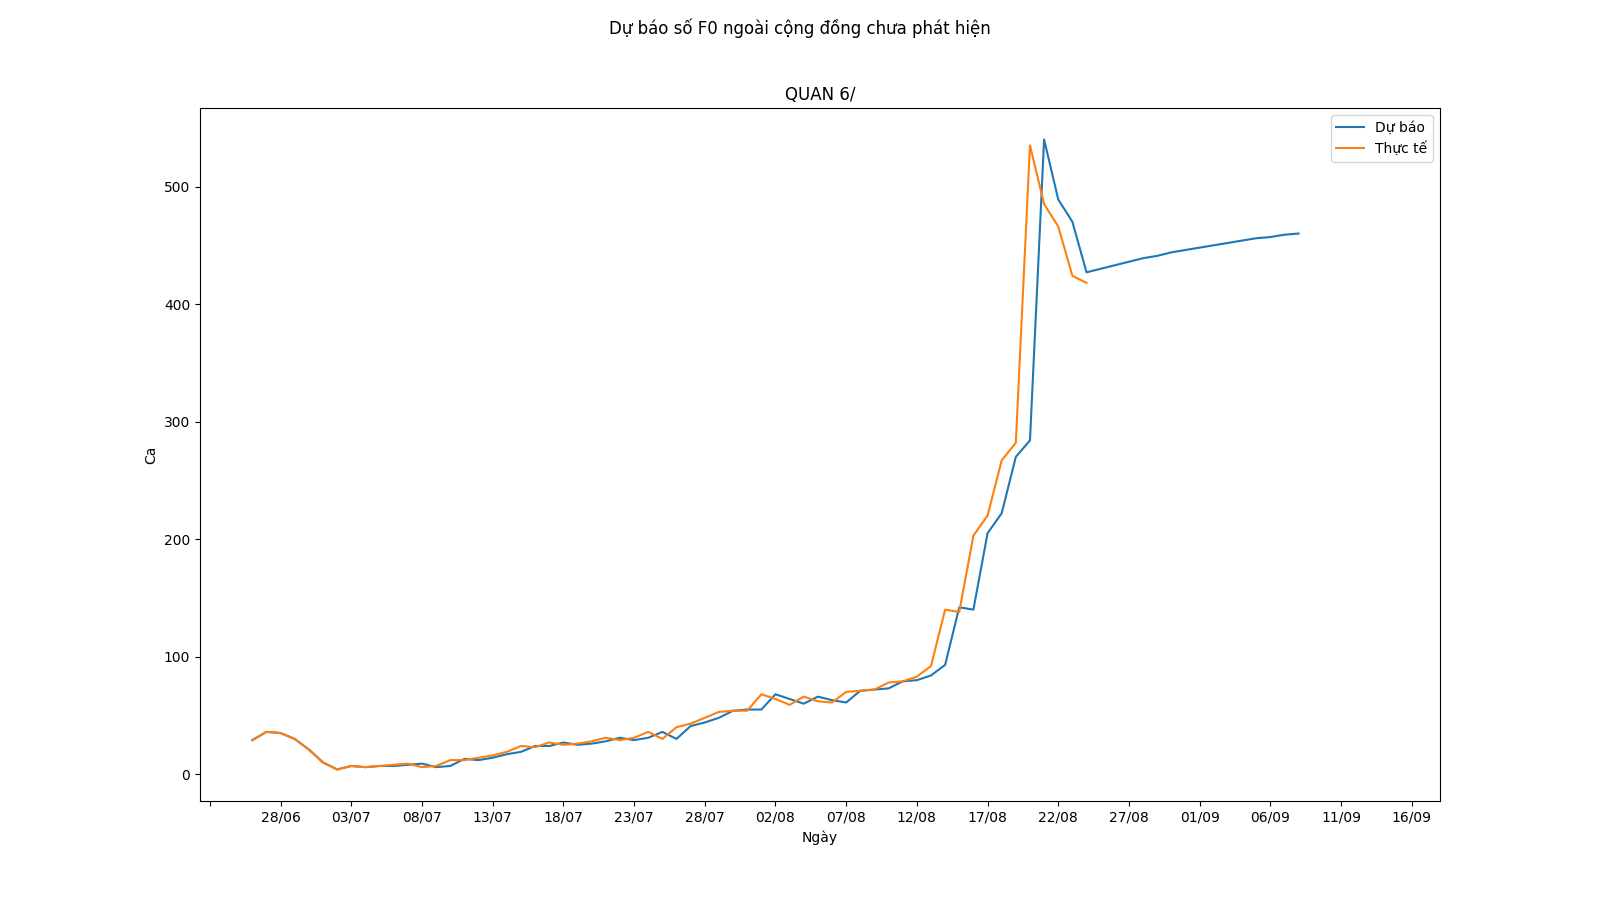 Dự báo số F0 ngoài cộng đồng chưa phát hiện
QUAN 6/
Dự báo
Thực tế
500
400
300
200
100
0
Ca
28/06 03/07 08/07 13/07 18/07 23/07 28/07 02/08 07/08 12/08 17/08 22/08 27/08 01/09 06/09 11/09 16/09
Ngày